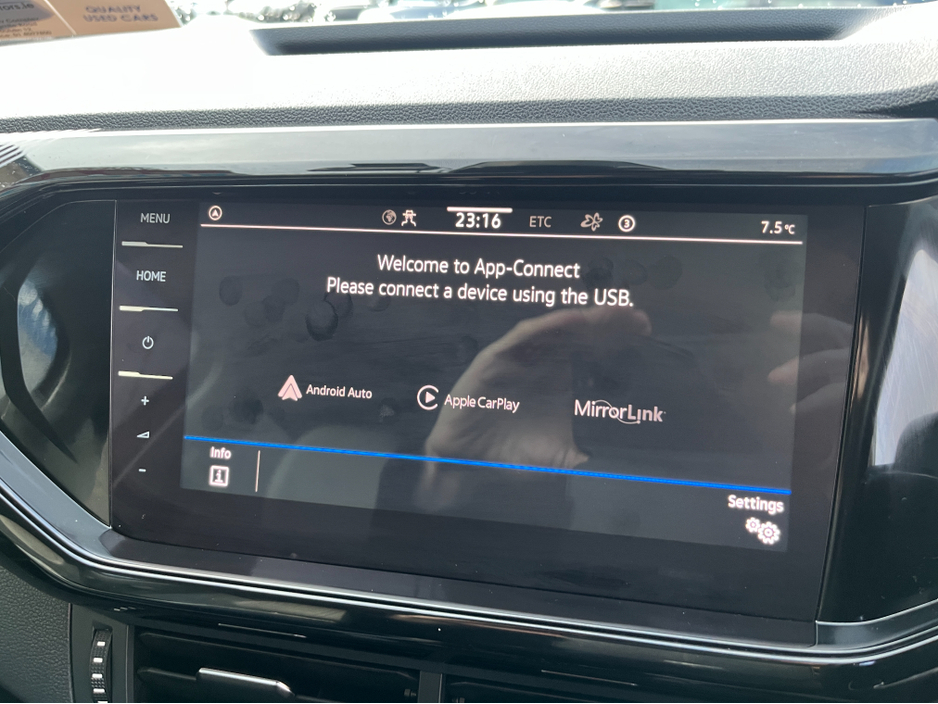 QUALITY
USED CARS
MENU
23:16 ETC 3 7.5°C
HOME
Welcome to App-Connect
Please connect a device using the USB.
Android Auto Apple CarPlay MirrorLink
+
-
Info
Settings